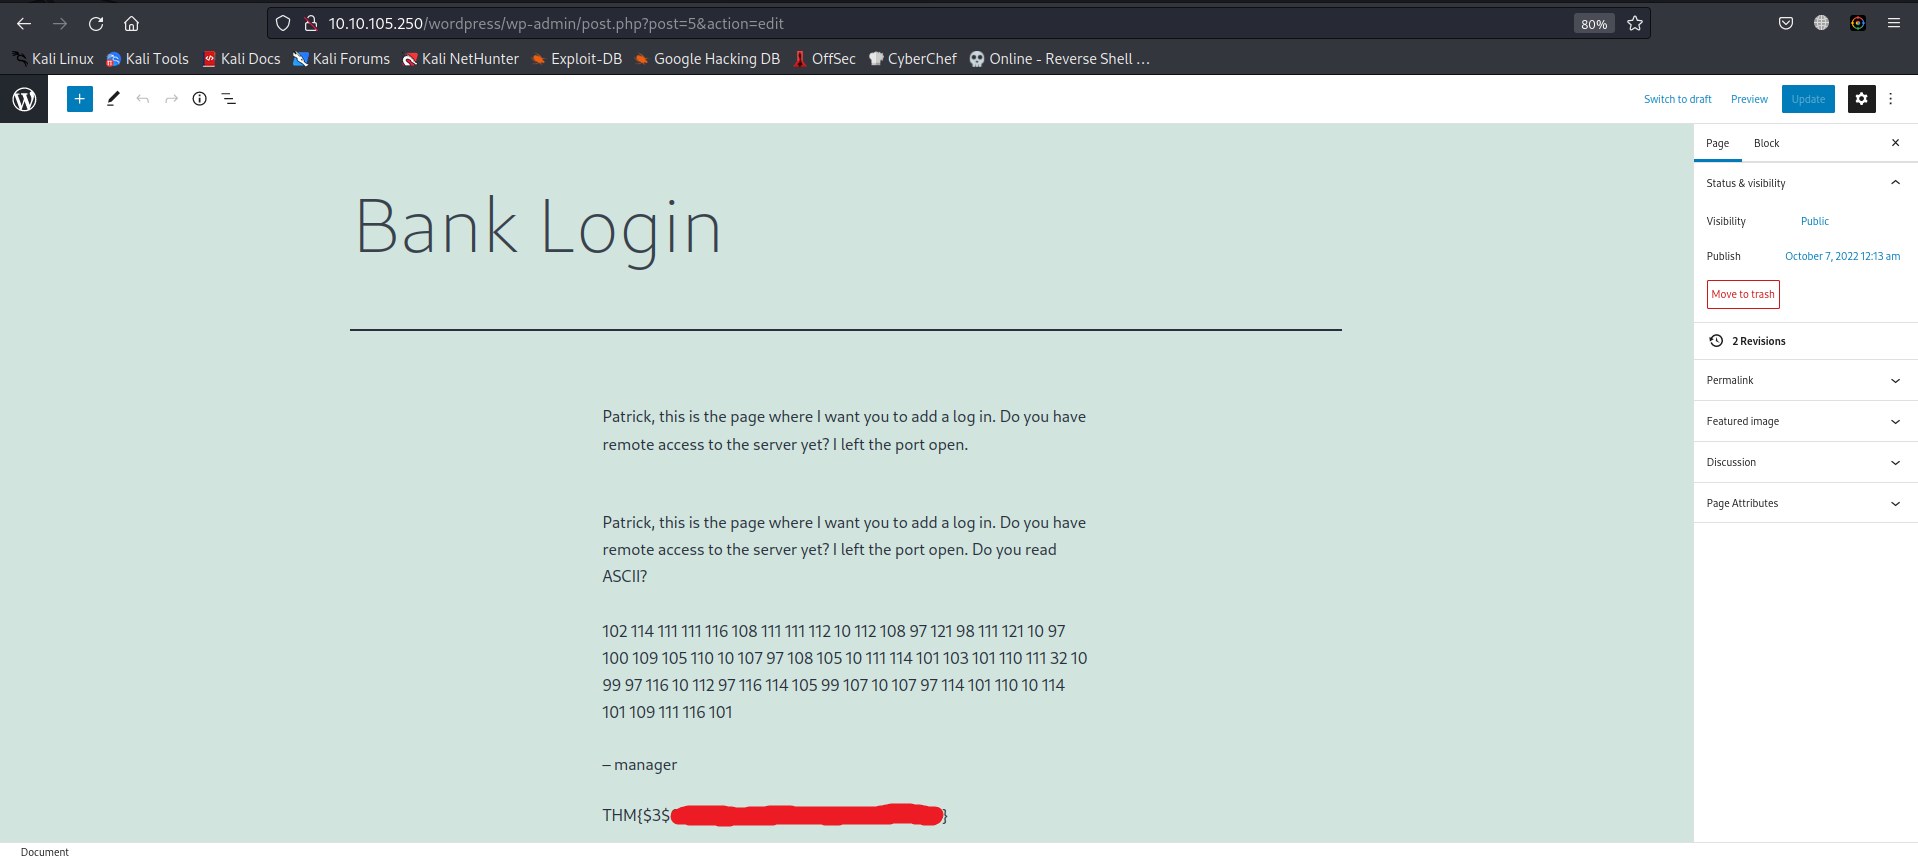 10.10.105.250/wordpress/wp-admin/post.php?post=5&action=edit
80%
Kali Linux Kali Tools Kali Docs Kali Forums Kali NetHunter Exploit-DB Google Hacking DB OffSec CyberChef Online - Reverse Shell …
Switch to draft Preview Update
Page Block
Status & visibility
Visibility Public
Publish October 7, 2022 12:13 am
Move to trash
2 Revisions
Permalink
Featured image
Discussion
Page Attributes
Bank Login
Patrick, this is the page where I want you to add a log in. Do you have
remote access to the server yet? I left the port open.
Patrick, this is the page where I want you to add a log in. Do you have
remote access to the server yet? I left the port open. Do you read
ASCII?
102 114 111 111 116 108 111 111 112 10 112 108 97 121 98 111 121 10 97
100 109 105 110 10 107 97 108 105 10 111 114 101 103 101 110 111 32 10
99 97 116 10 112 97 116 114 105 99 107 10 107 97 114 101 110 10 114
101 109 111 116 101
– manager
THM{$3$ }
Document